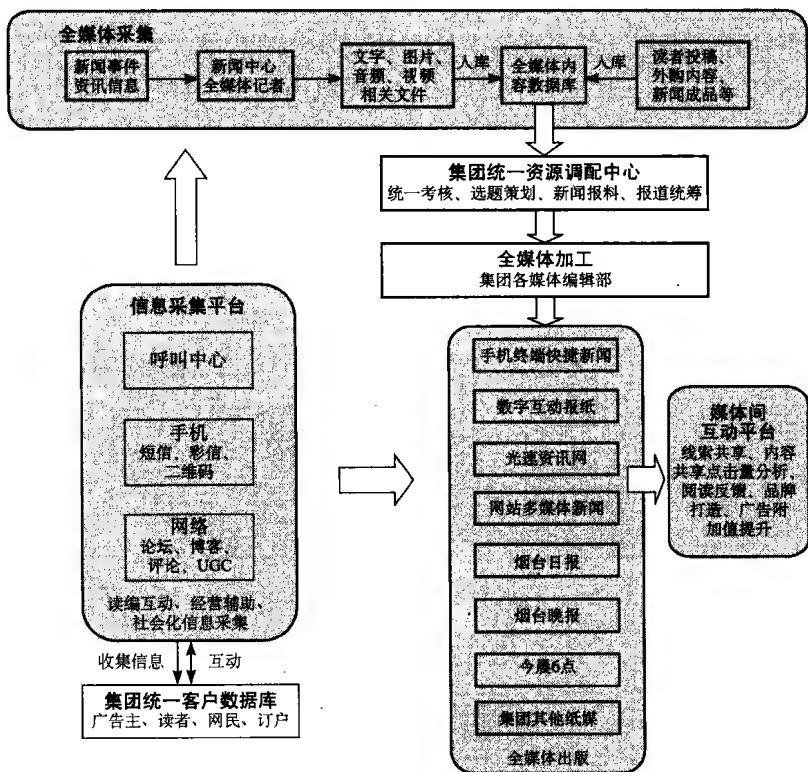 全媒体采集
新闻事件
资讯信息
新闻中心
全媒体记者
文字、图片、
音频、视频
相关文件
入库
全媒体内
容数据库
入库
读者投稿、
外购内容、
新闻成品等
集团统一资源调配中心
统一考核、选题策划、新闻报料、报道统筹
全媒体加工
集团各媒体编辑部
信息采集平台
呼叫中心
手机
短信、彩信、
二维码
网络
论坛、博客、
评论、UGC
读编互动、经营辅助、
社会化信息采集
收集信息
互动
集团统一客户数据库
广告主、读者、网民、订户
手机终端快捷新闻
数字互动报纸
光速资讯网
网站多媒体新闻
烟台日报
烟台晚报
今晨6点
集团其他纸媒
全媒体出版
媒体间
互动平台
线索共享、内容
共享点击量分析、
阅读反馈、品牌
打造、广告附
加值提升